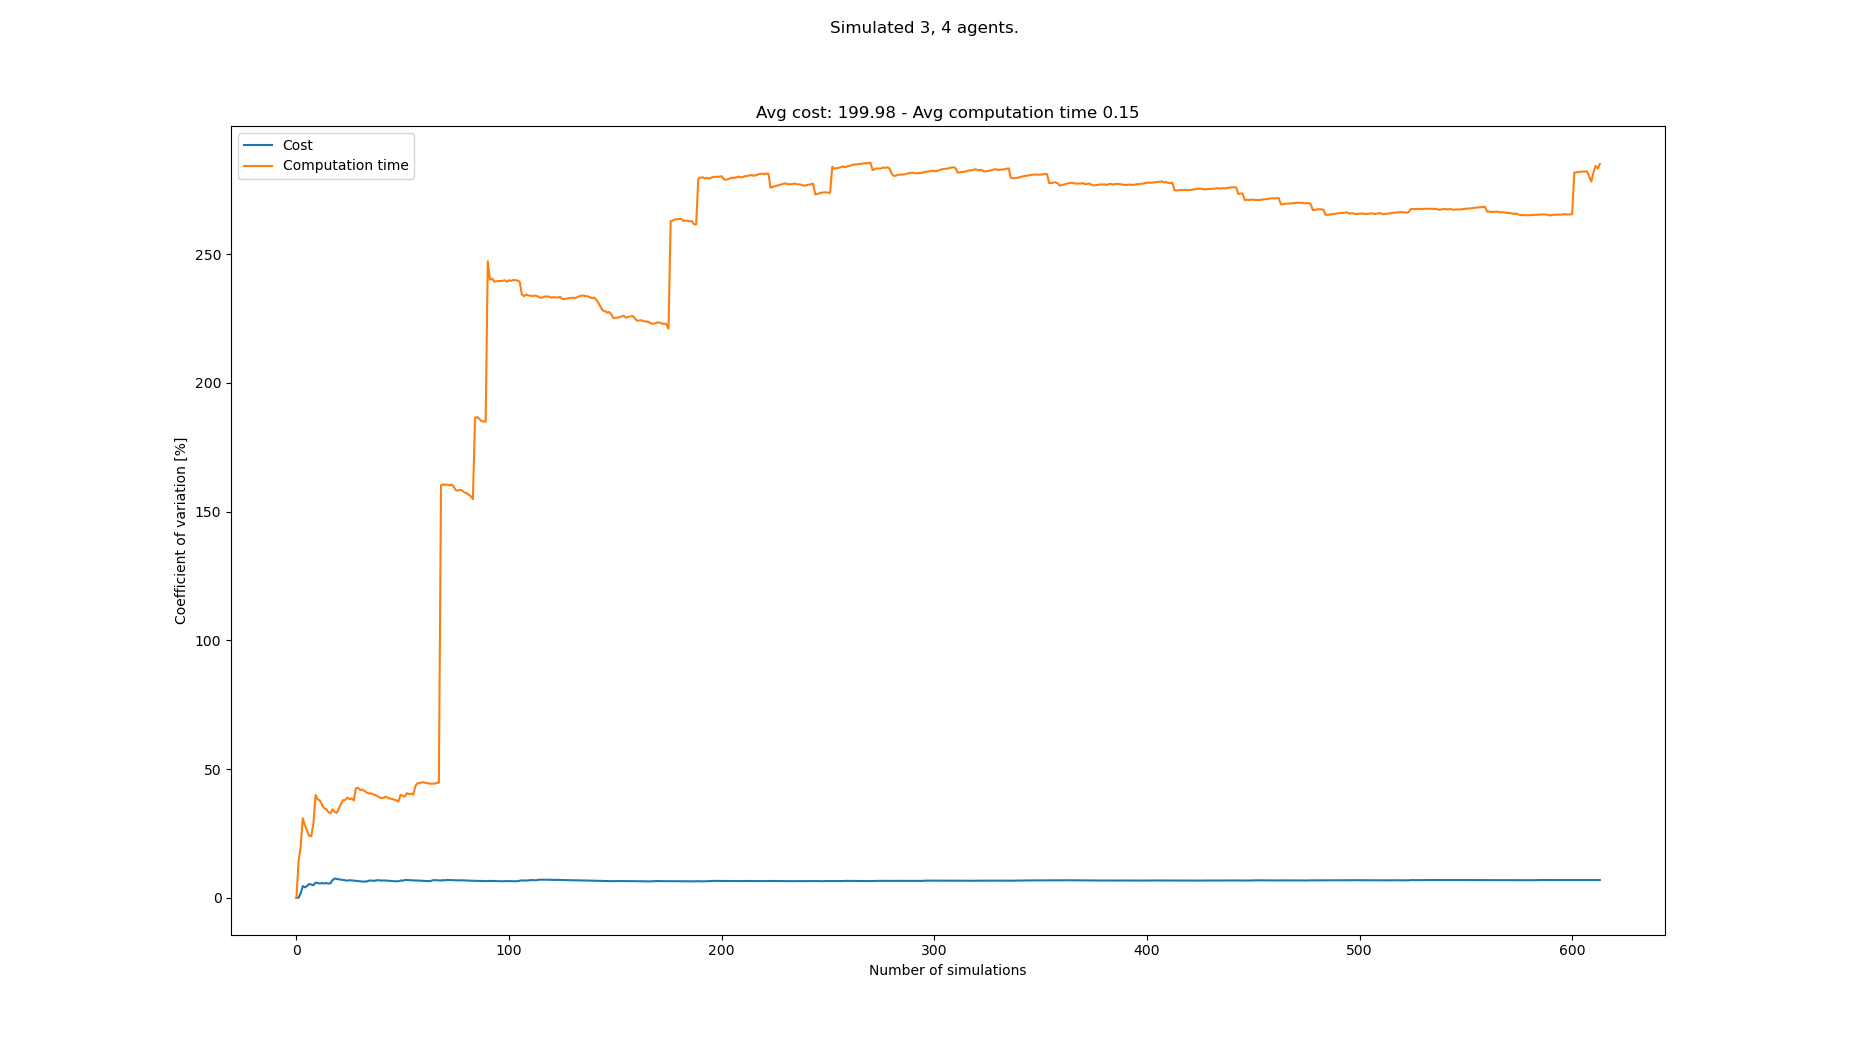 Simulated 3, 4 agents.
Avg cost: 199.98 - Avg computation time 0.15
Cost
Computation time
Coefficient of variation [%]
250
200
150
100
50
0
0 100 200 300 400 500 600
Number of simulations